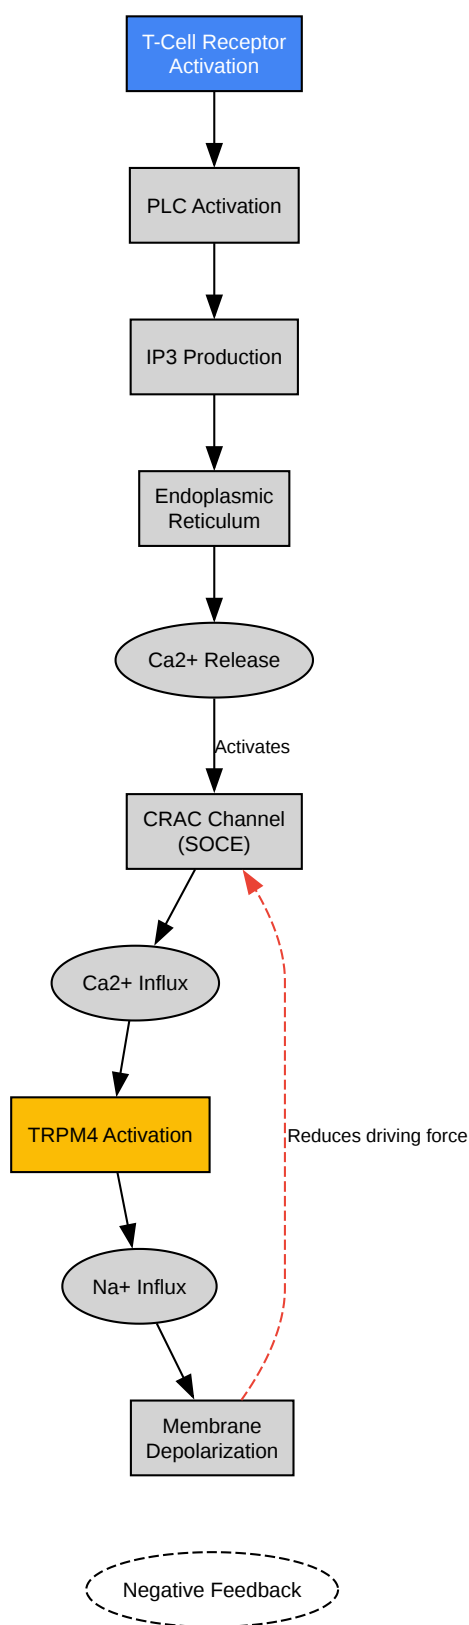 T-Cell Receptor
Activation
PLC Activation
IP3 Production
Endoplasmic
Reticulum
Ca2+ Release
Activates
CRAC Channel
(SOCE)
Ca2+ Influx
TRPM4 Activation
Reduces driving force
Na+ Influx
Membrane
Depolarization
Negative Feedback